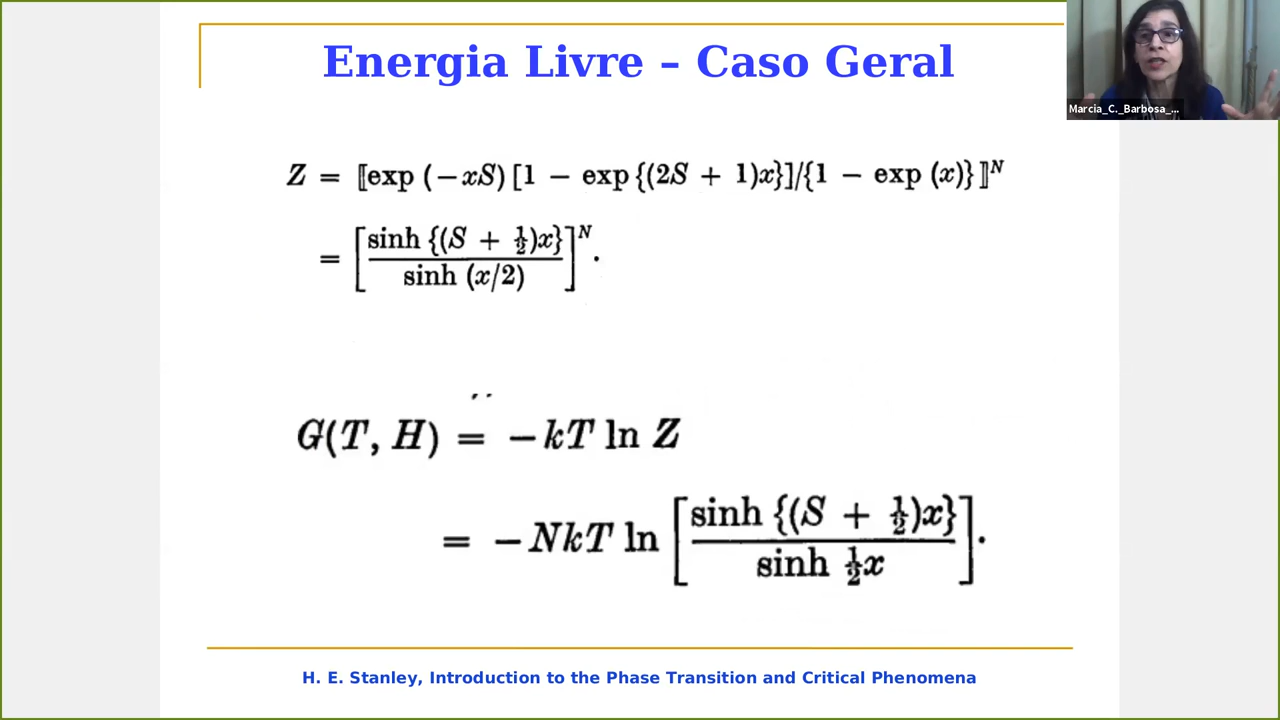 Energia Livre – Caso Geral
Marcia_C._Barbosa_...
Z = ⟦exp (−xS) [1 − exp {(2S + 1)x}]/{1 − exp (x)}⟧^N
= [sinh {(S + ½)x} / sinh (x/2)]^N.
G(T, H) = −kT ln Z
= −NkT ln [sinh {(S + ½)x} / sinh ½x].
H. E. Stanley, Introduction to the Phase Transition and Critical Phenomena